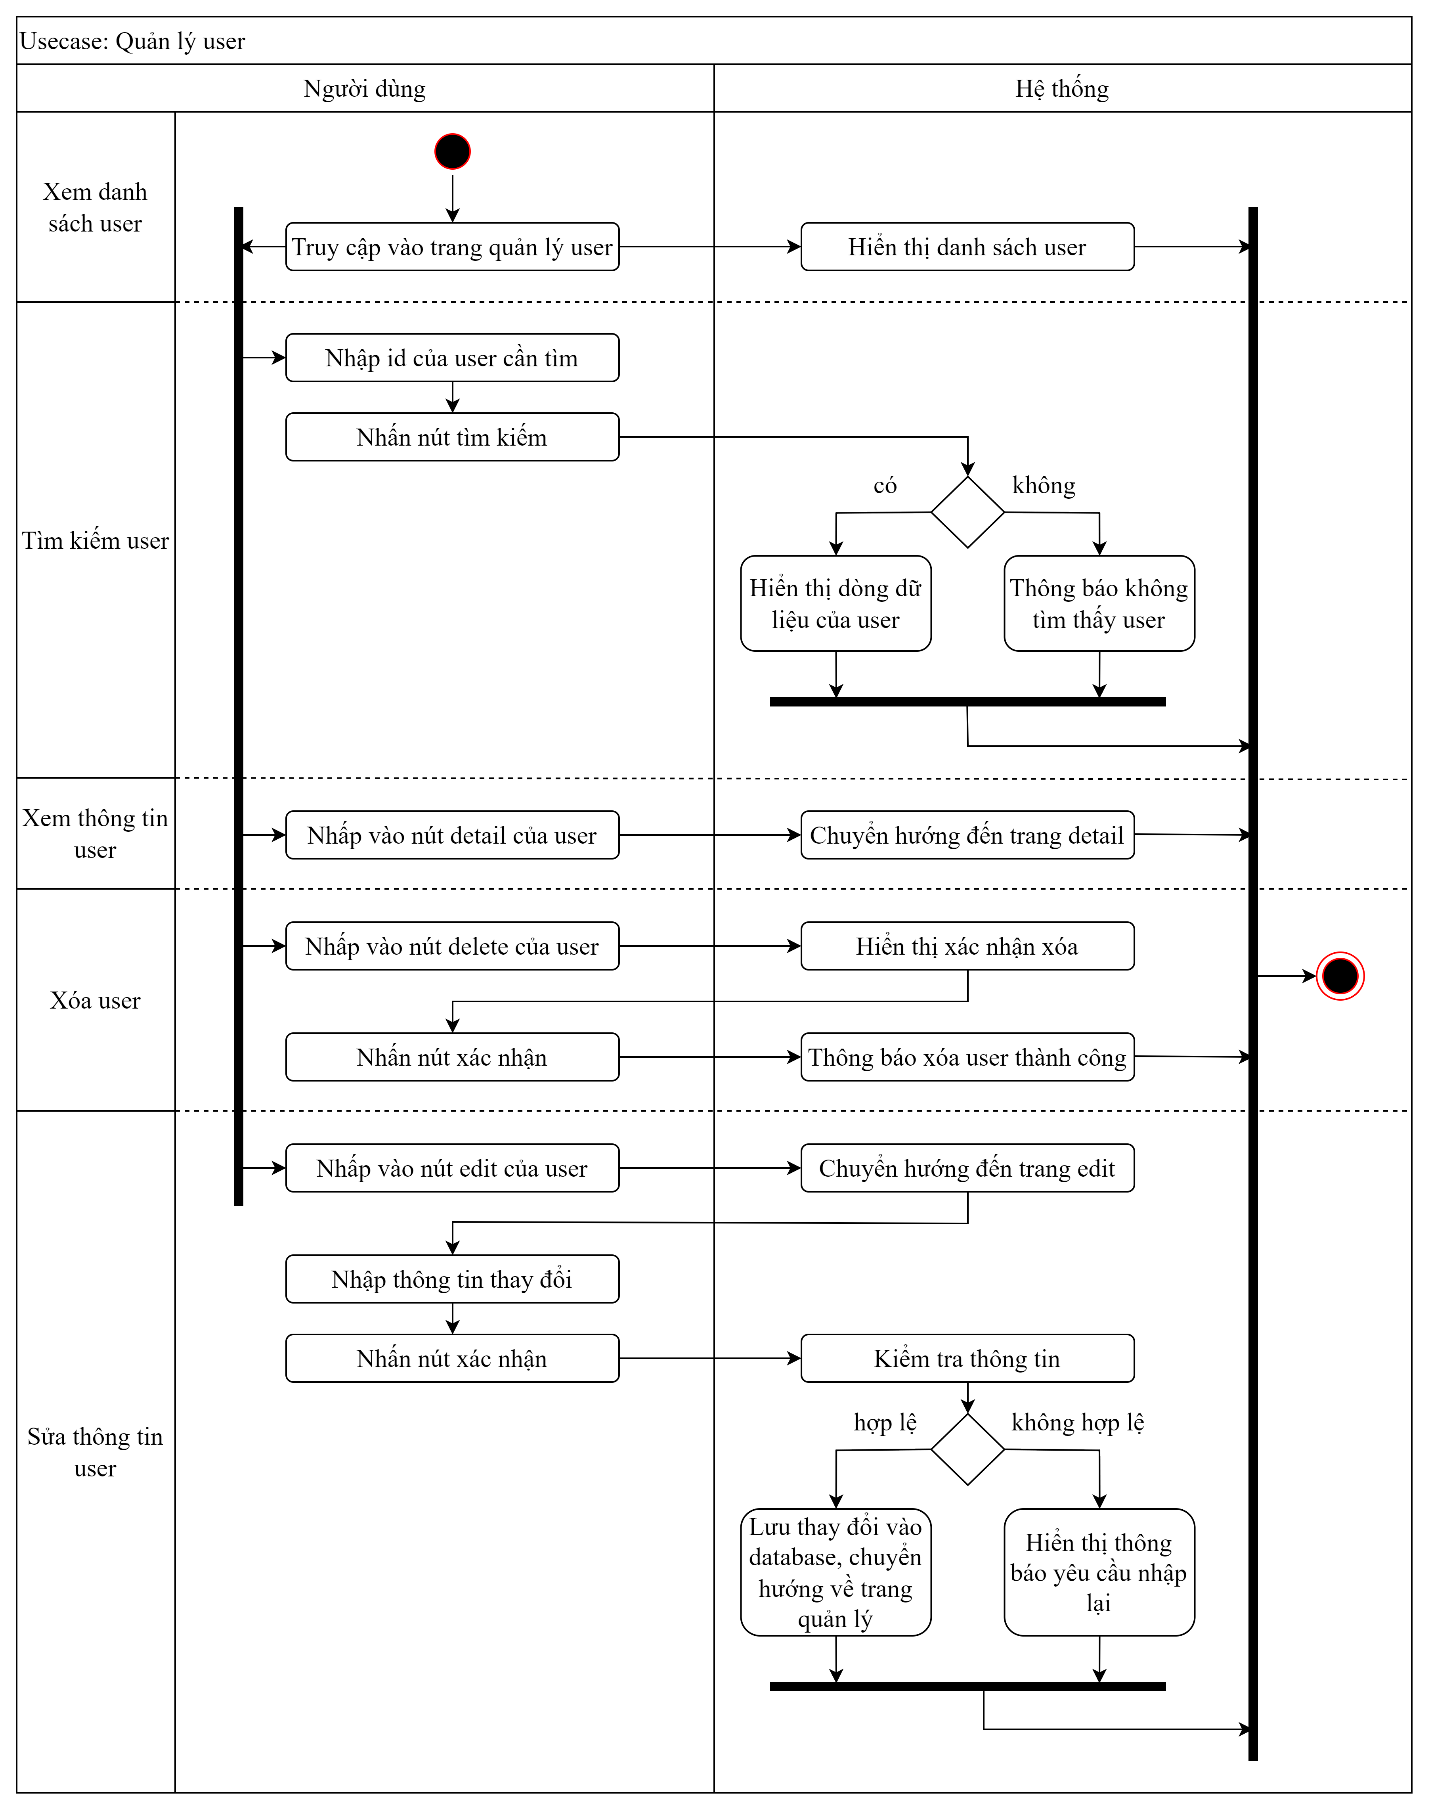 Usecase: Quản lý user
Người dùng
Hệ thống
Xem danh
sách user
Truy cập vào trang quản lý user
Hiển thị danh sách user
Tìm kiếm user
Nhập id của user cần tìm
Nhấn nút tìm kiếm
có
không
Hiển thị dòng dữ
liệu của user
Thông báo không
tìm thấy user
Xem thông tin
user
Nhấp vào nút detail của user
Chuyển hướng đến trang detail
Xóa user
Nhấp vào nút delete của user
Hiển thị xác nhận xóa
Nhấn nút xác nhận
Thông báo xóa user thành công
Sửa thông tin
user
Nhấp vào nút edit của user
Chuyển hướng đến trang edit
Nhập thông tin thay đổi
Nhấn nút xác nhận
Kiểm tra thông tin
hợp lệ
không hợp lệ
Lưu thay đổi vào
database, chuyển
hướng về trang
quản lý
Hiển thị thông
báo yêu cầu nhập
lại